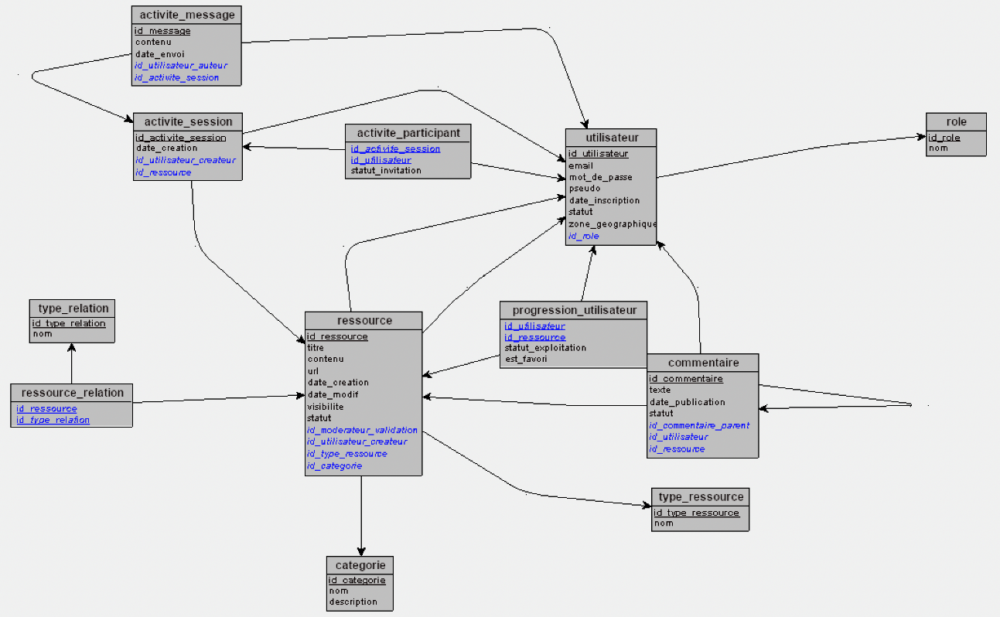 activite_message
id_message
contenu
date_envoi
id_utilisateur_auteur
id_activite_session
activite_session
id_activite_session
date_creation
id_utilisateur_createur
id_ressource
activite_participant
id_activite_session
id_utilisateur
statut_invitation
utilisateur
id_utilisateur
email
mot_de_passe
pseudo
date_inscription
statut
zone_geographique
id_role
role
id_role
nom
type_relation
id_type_relation
nom
ressource_relation
id_ressource
id_type_relation
ressource
id_ressource
titre
contenu
url
date_creation
date_modif
visibilite
statut
id_moderateur_validation
id_utilisateur_createur
id_type_ressource
id_categorie
progression_utilisateur
id_utilisateur
id_ressource
statut_exploitation
est_favori
commentaire
id_commentaire
texte
date_publication
statut
id_commentaire_parent
id_utilisateur
id_ressource
type_ressource
id_type_ressource
nom
categorie
id_categorie
nom
description